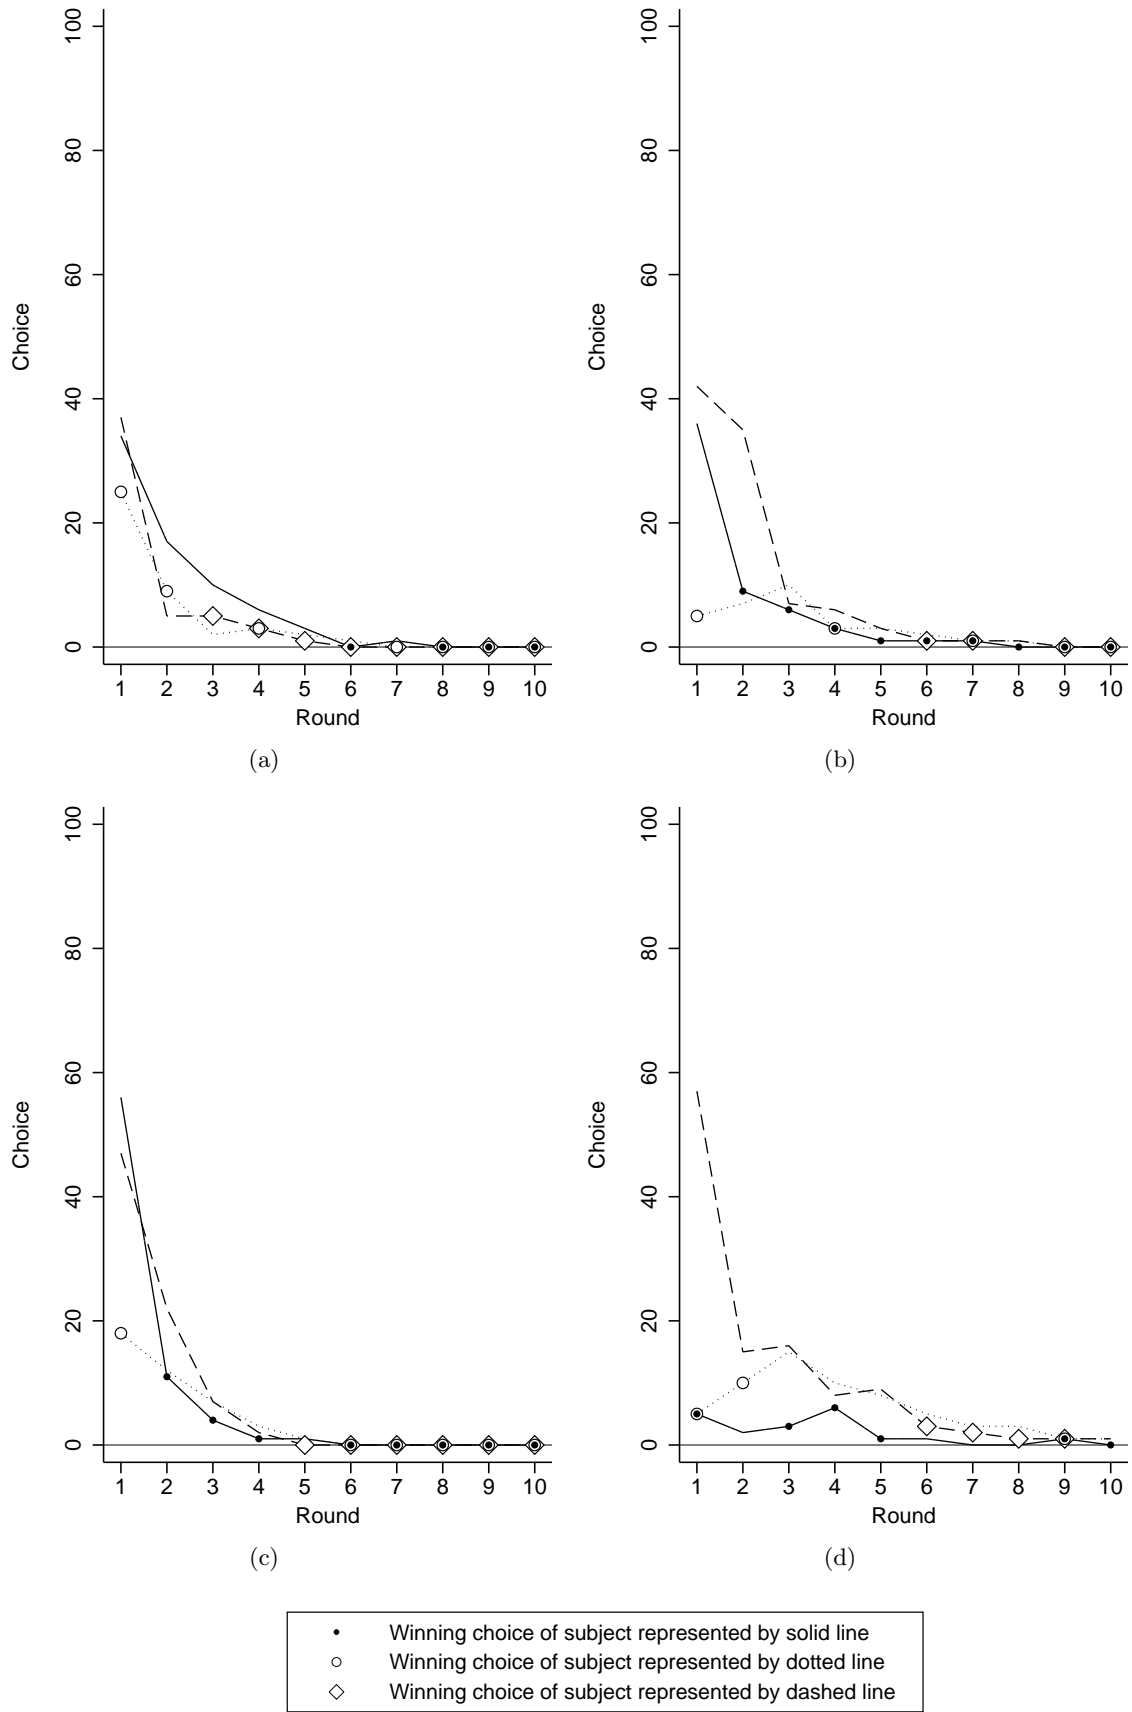 100
80
60
40
20
0
Choice
1 2 3 4 5 6 7 8 9 10
Round
(a)
100
80
60
40
20
0
Choice
1 2 3 4 5 6 7 8 9 10
Round
(b)
100
80
60
40
20
0
Choice
1 2 3 4 5 6 7 8 9 10
Round
(c)
100
80
60
40
20
0
Choice
1 2 3 4 5 6 7 8 9 10
Round
(d)
Winning choice of subject represented by solid line
Winning choice of subject represented by dotted line
Winning choice of subject represented by dashed line